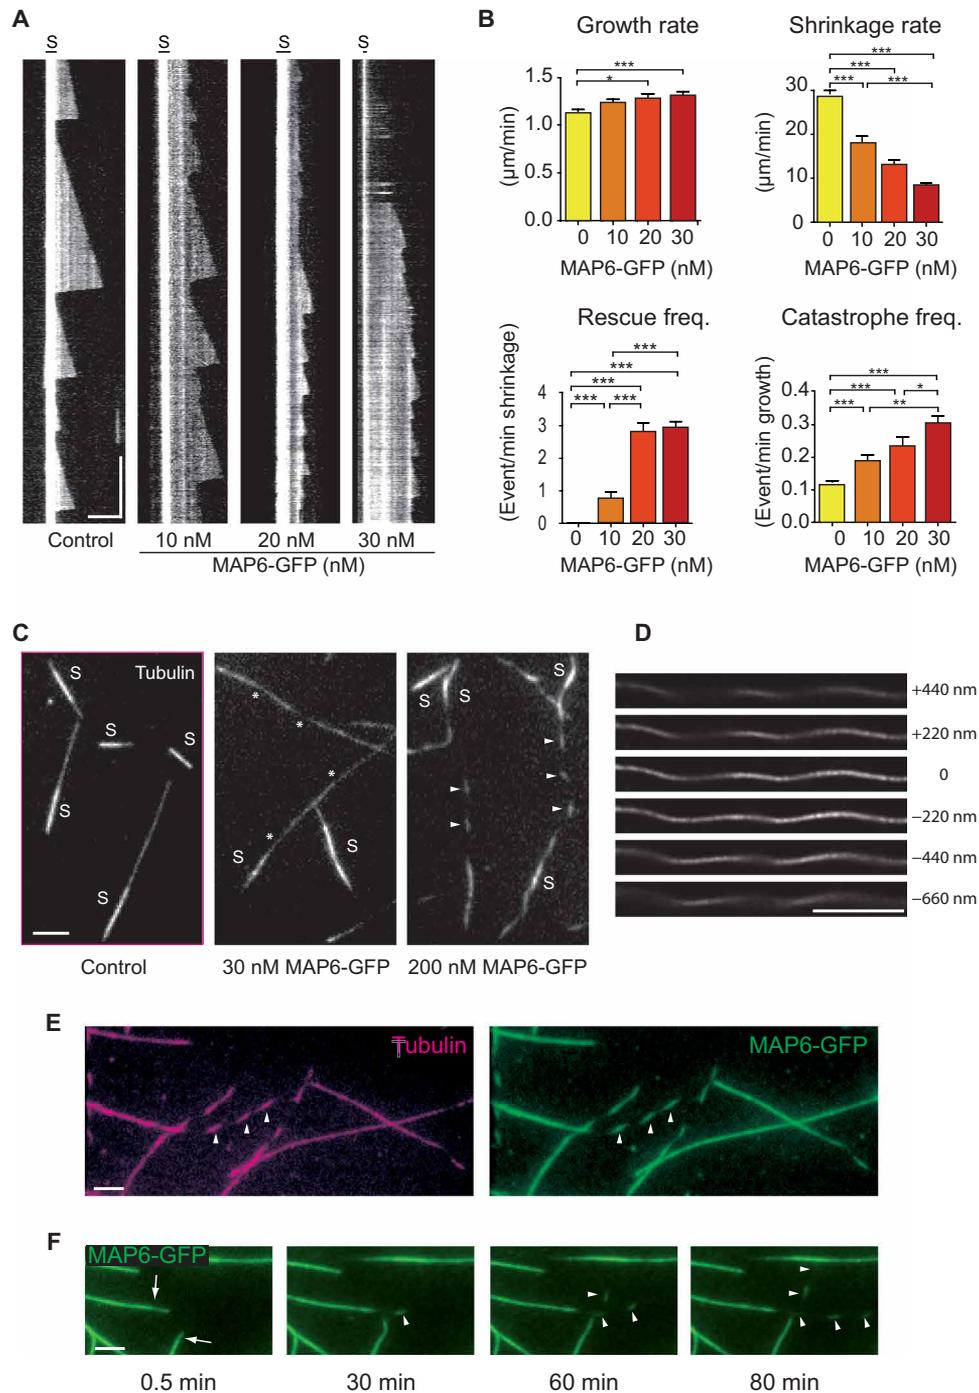 A
S S S S
Control 10 nM 20 nM 30 nM
MAP6-GFP (nM)
B
Growth rate
(µm/min)
1.5
1.0
0.5
0.0
***
*
0 10 20 30
MAP6-GFP (nM)
Shrinkage rate
(µm/min)
30
20
10
0
***
***
*** ***
0 10 20 30
MAP6-GFP (nM)
Rescue freq.
(Event/min shrinkage)
4
3
2
1
0
***
***
***
*** ***
0 10 20 30
MAP6-GFP (nM)
Catastrophe freq.
(Event/min growth)
0.4
0.3
0.2
0.1
0.0
***
*** *
*** **
0 10 20 30
MAP6-GFP (nM)
C
Tubulin
S
S
S
S
S
Control
*
*
*
*
S
S
30 nM MAP6-GFP
S
S
S
S
200 nM MAP6-GFP
D
+440 nm
+220 nm
0
−220 nm
−440 nm
−660 nm
E
Tubulin
MAP6-GFP
F
MAP6-GFP
0.5 min 30 min 60 min 80 min